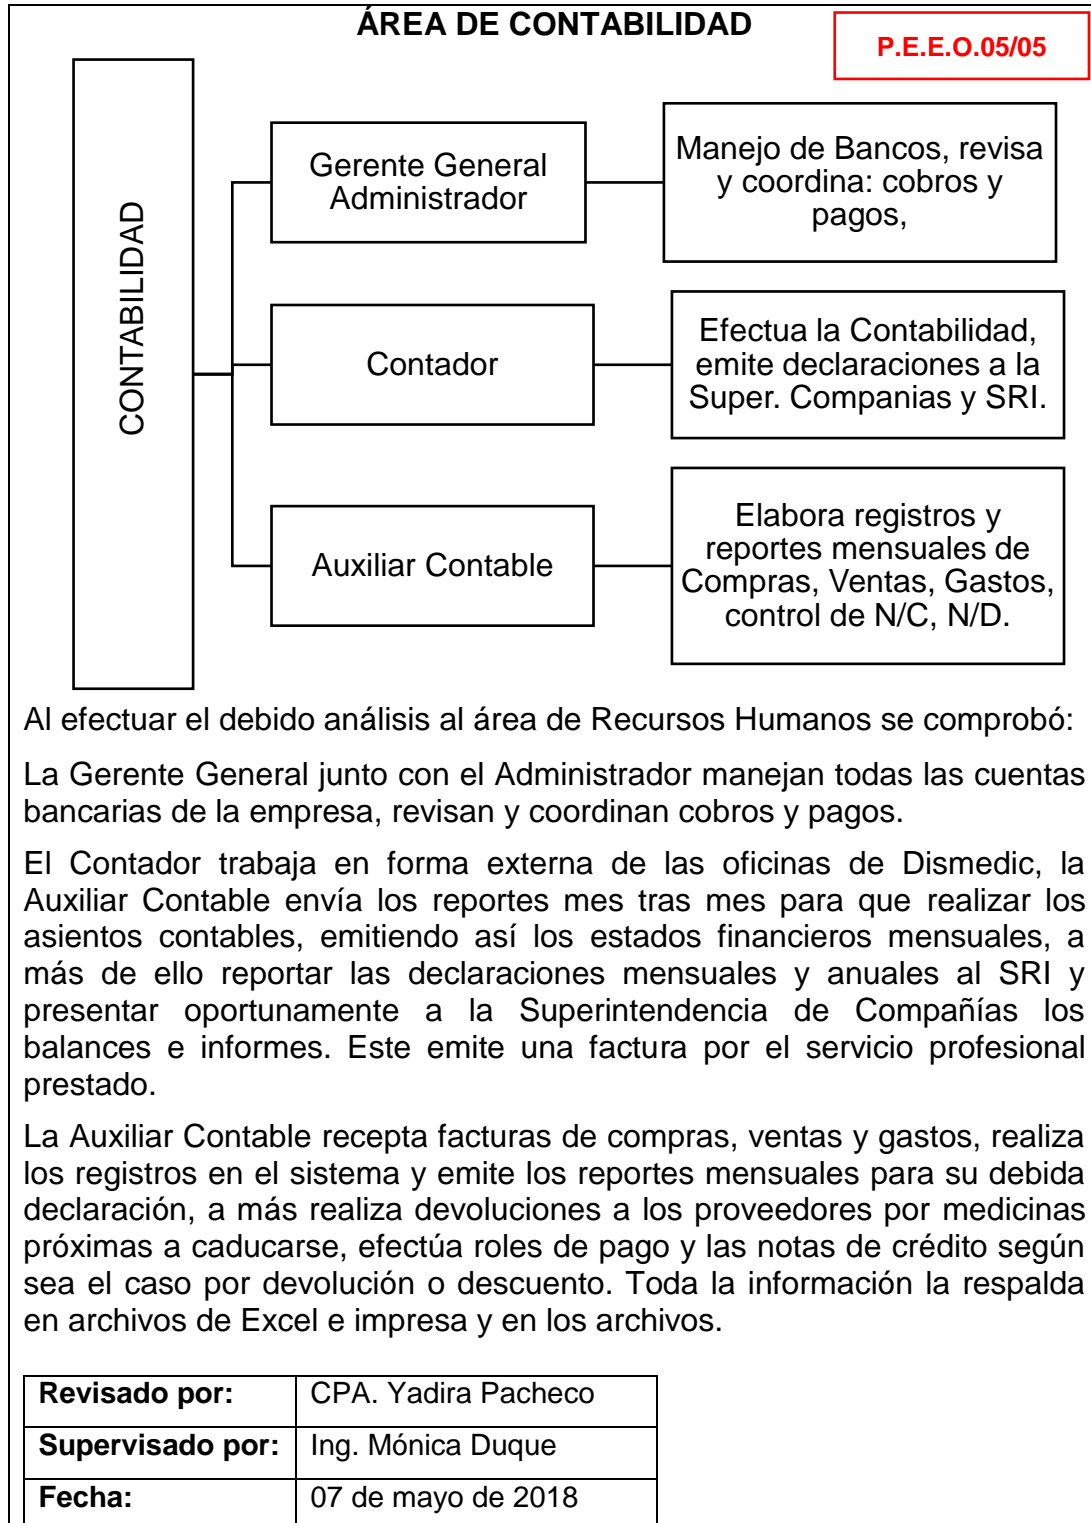 ÁREA DE CONTABILIDAD
P.E.E.O.05/05
CONTABILIDAD
Gerente General
Administrador
Manejo de Bancos, revisa
y coordina: cobros y
pagos,
Contador
Efectua la Contabilidad,
emite declaraciones a la
Super. Companias y SRI.
Auxiliar Contable
Elabora registros y
reportes mensuales de
Compras, Ventas, Gastos,
control de N/C, N/D.
Al efectuar el debido análisis al área de Recursos Humanos se comprobó:
La Gerente General junto con el Administrador manejan todas las cuentas
bancarias de la empresa, revisan y coordinan cobros y pagos.
El Contador trabaja en forma externa de las oficinas de Dismedic, la
Auxiliar Contable envía los reportes mes tras mes para que realizar los
asientos contables, emitiendo así los estados financieros mensuales, a
más de ello reportar las declaraciones mensuales y anuales al SRI y
presentar oportunamente a la Superintendencia de Compañías los
balances e informes. Este emite una factura por el servicio profesional
prestado.
La Auxiliar Contable recepta facturas de compras, ventas y gastos, realiza
los registros en el sistema y emite los reportes mensuales para su debida
declaración, a más realiza devoluciones a los proveedores por medicinas
próximas a caducarse, efectúa roles de pago y las notas de crédito según
sea el caso por devolución o descuento. Toda la información la respalda
en archivos de Excel e impresa y en los archivos.
Revisado por: CPA. Yadira Pacheco
Supervisado por: Ing. Mónica Duque
Fecha: 07 de mayo de 2018